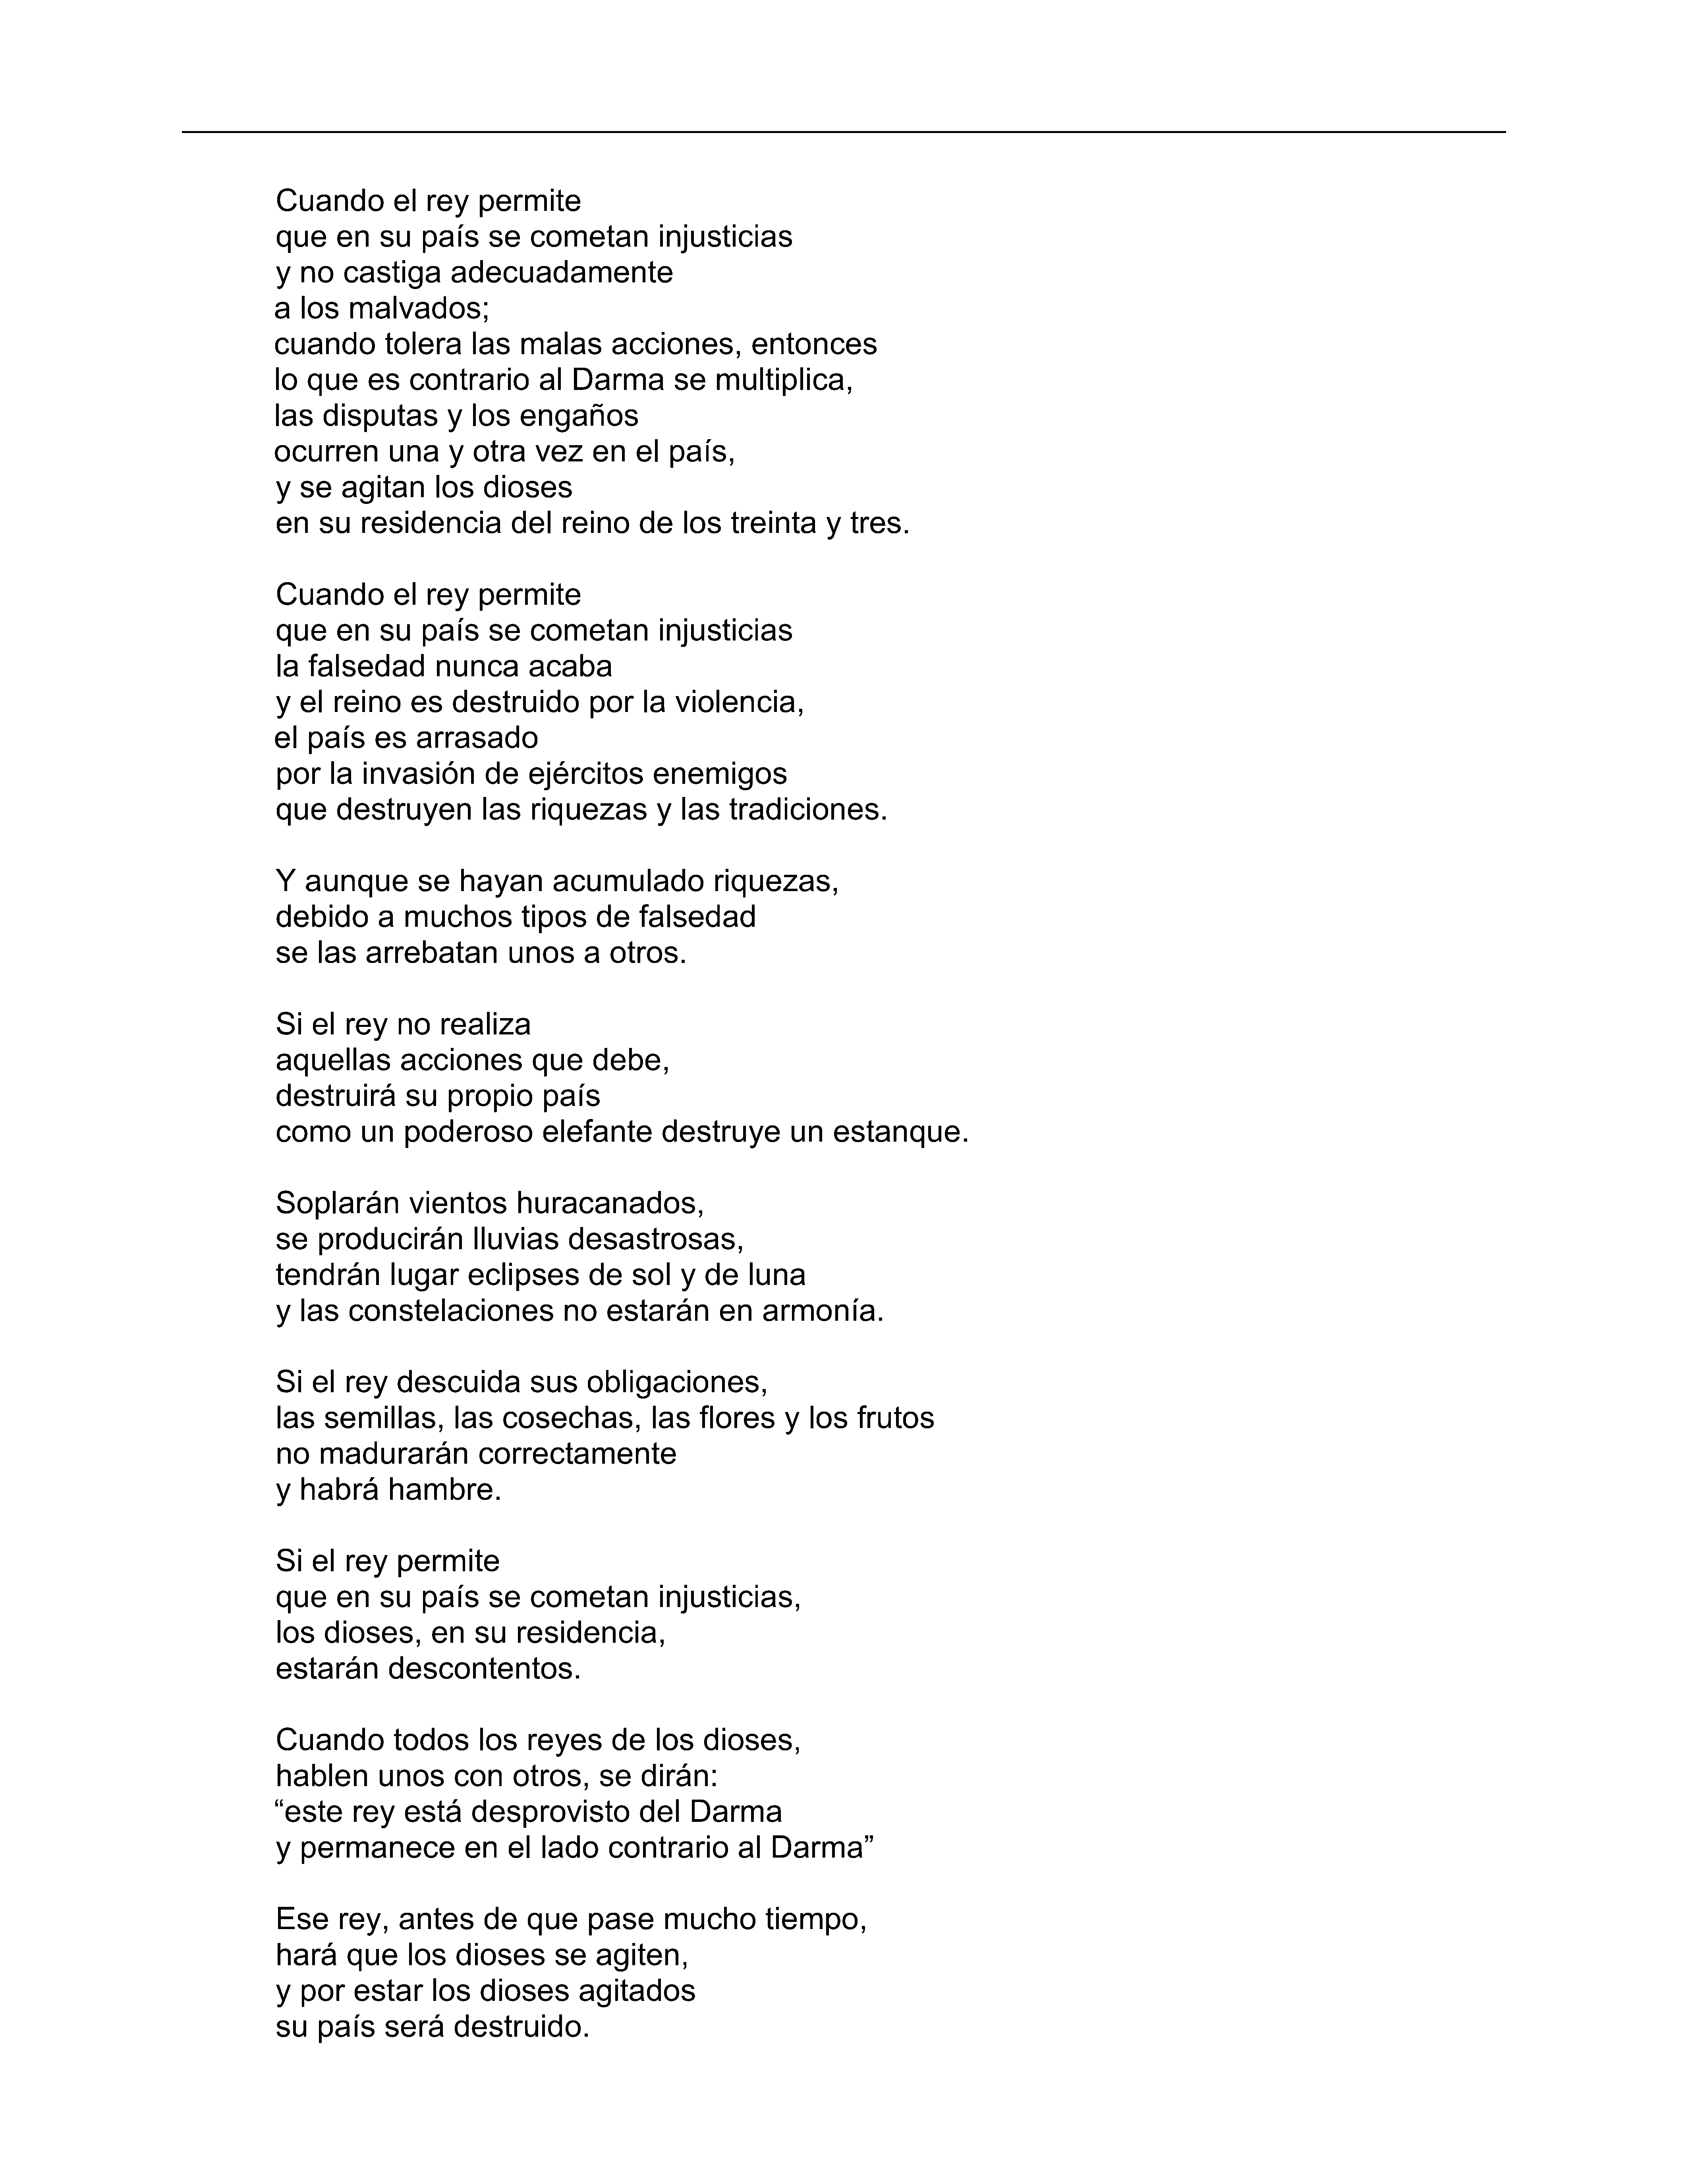 Cuando el rey permite
que en su país se cometan injusticias
y no castiga adecuadamente
a los malvados;
cuando tolera las malas acciones, entonces
lo que es contrario al Darma se multiplica,
las disputas y los engaños
ocurren una y otra vez en el país,
y se agitan los dioses
en su residencia del reino de los treinta y tres.

Cuando el rey permite
que en su país se cometan injusticias
la falsedad nunca acaba
y el reino es destruido por la violencia,
el país es arrasado
por la invasión de ejércitos enemigos
que destruyen las riquezas y las tradiciones.

Y aunque se hayan acumulado riquezas,
debido a muchos tipos de falsedad
se las arrebatan unos a otros.

Si el rey no realiza
aquellas acciones que debe,
destruirá su propio país
como un poderoso elefante destruye un estanque.

Soplarán vientos huracanados,
se producirán lluvias desastrosas,
tendrán lugar eclipses de sol y de luna
y las constelaciones no estarán en armonía.

Si el rey descuida sus obligaciones,
las semillas, las cosechas, las flores y los frutos
no madurarán correctamente
y habrá hambre.

Si el rey permite
que en su país se cometan injusticias,
los dioses, en su residencia,
estarán descontentos.

Cuando todos los reyes de los dioses,
hablen unos con otros, se dirán:
“este rey está desprovisto del Darma
y permanece en el lado contrario al Darma”

Ese rey, antes de que pase mucho tiempo,
hará que los dioses se agiten,
y por estar los dioses agitados
su país será destruido.